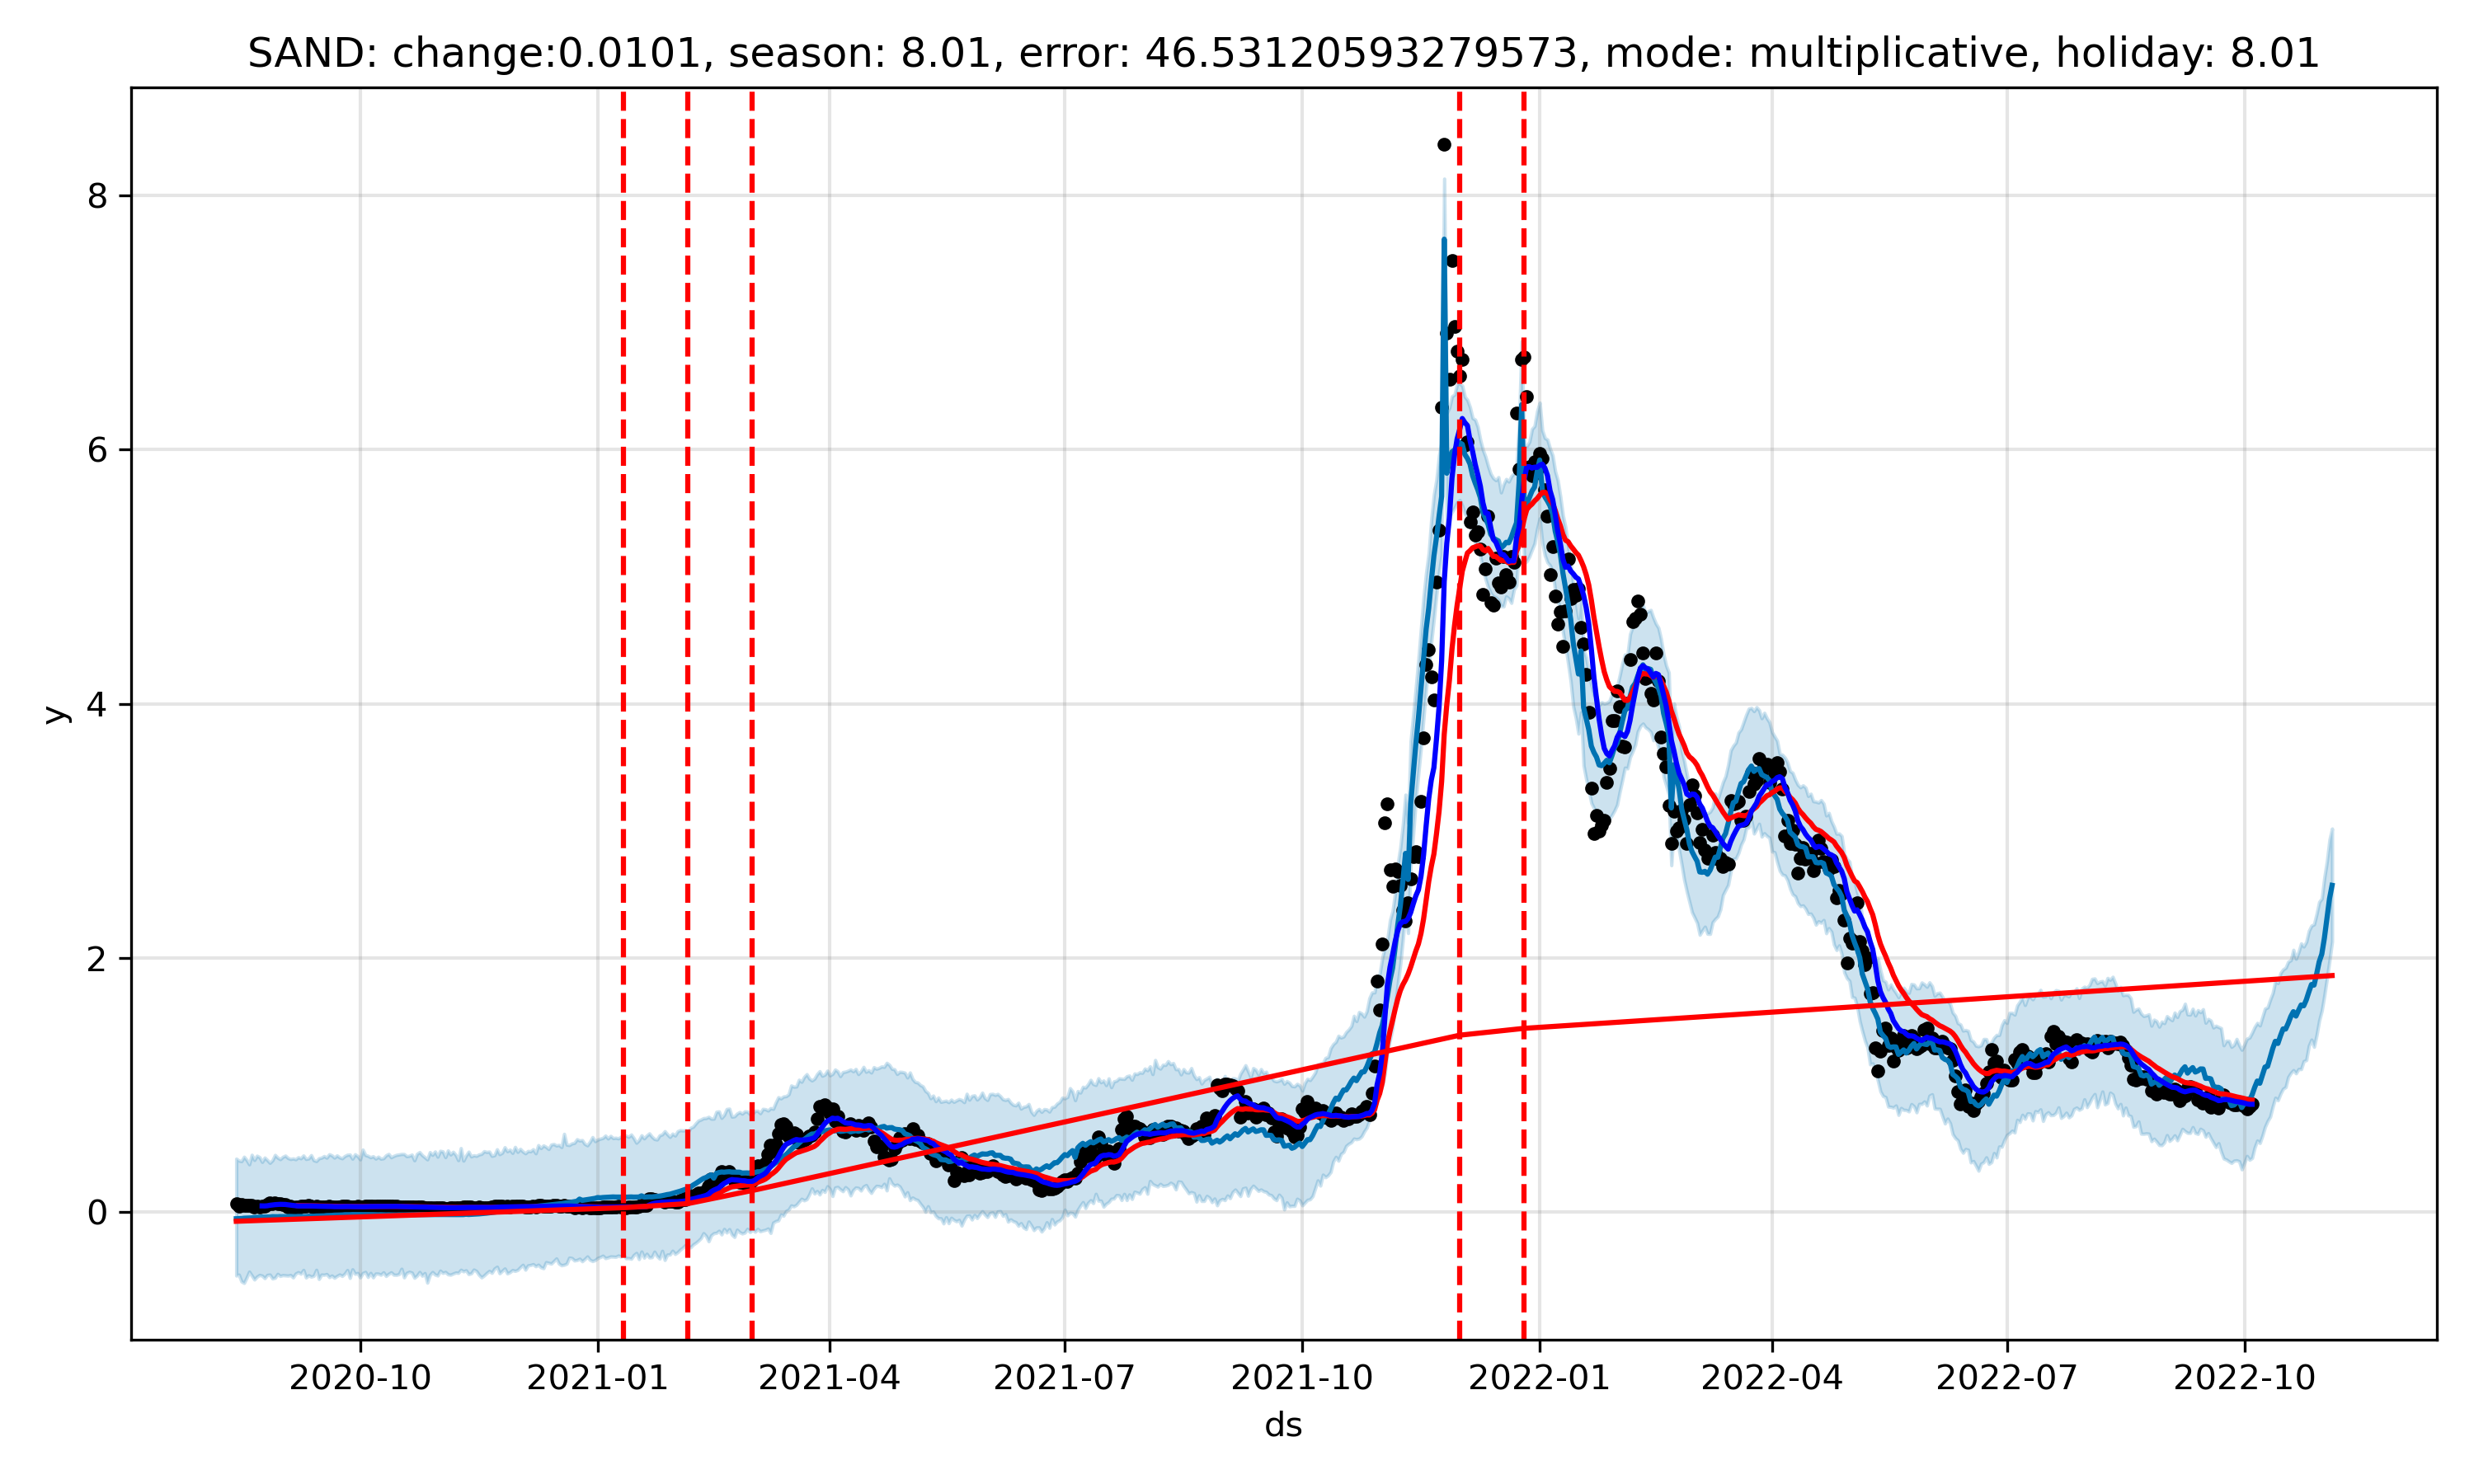 SAND: change:0.0101, season: 8.01, error: 46.53120593279573, mode: multiplicative, holiday: 8.01
8
6
4
2
0
y
2020-10 2021-01 2021-04 2021-07 2021-10 2022-01 2022-04 2022-07 2022-10
ds